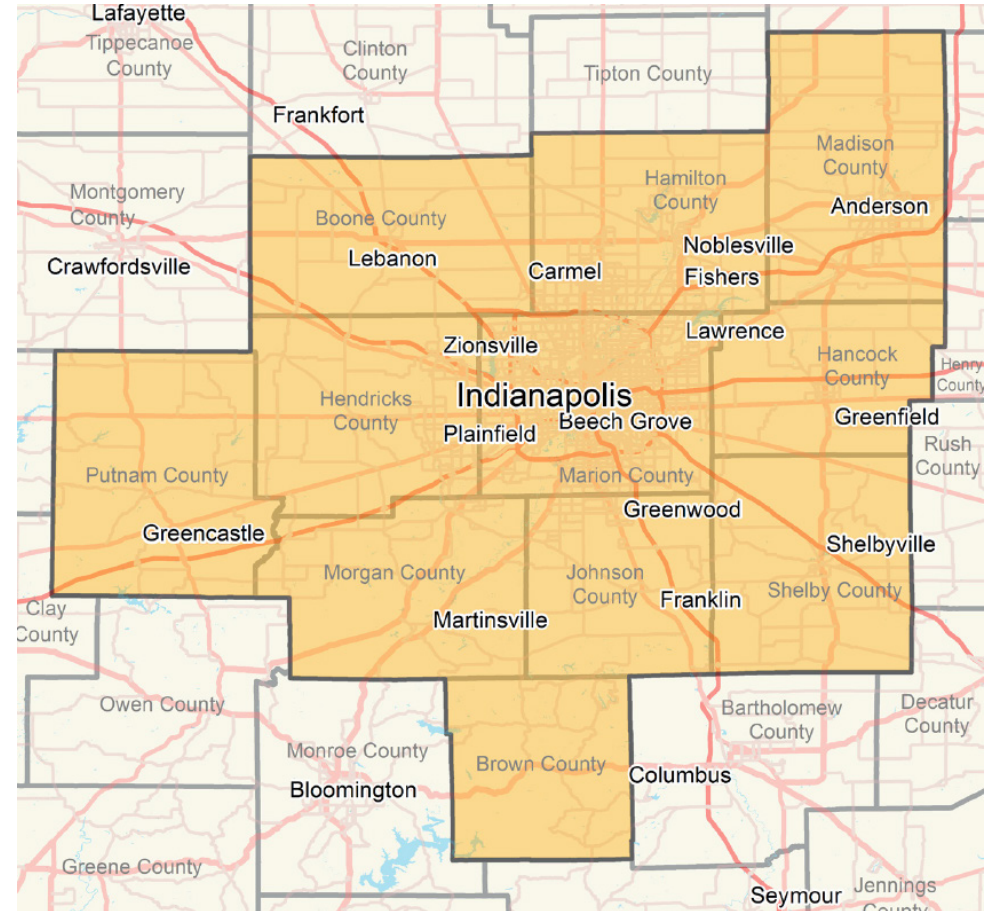 Lafayette
Tippecanoe
County
Clinton
County
Tipton County
Frankfort
Madison
County
Hamilton
County
Montgomery
County
Boone County
Anderson
Noblesville
Lebanon
Crawfordsville
Carmel
Fishers
Lawrence
Zionsville
Hancock
County
Henry
County
Indianapolis
Hendricks
County
Greenfield
Beech Grove
Plainfield
Rush
County
Putnam County
Marion County
Greenwood
Greencastle
Shelbyville
Morgan County
Johnson
County
Shelby County
Franklin
Clay
County
Martinsville
Owen County
Bartholomew
County
Decatur
County
Monroe County
Brown County
Columbus
Bloomington
Greene County
Seymour
Jennings
County